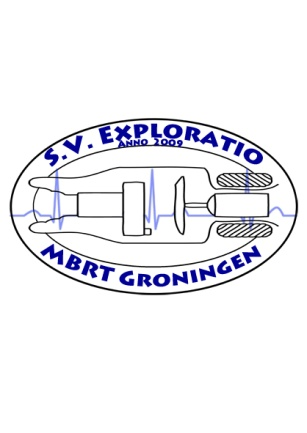 S.V. Exploratio
Anno 2009
MBRT Groningen